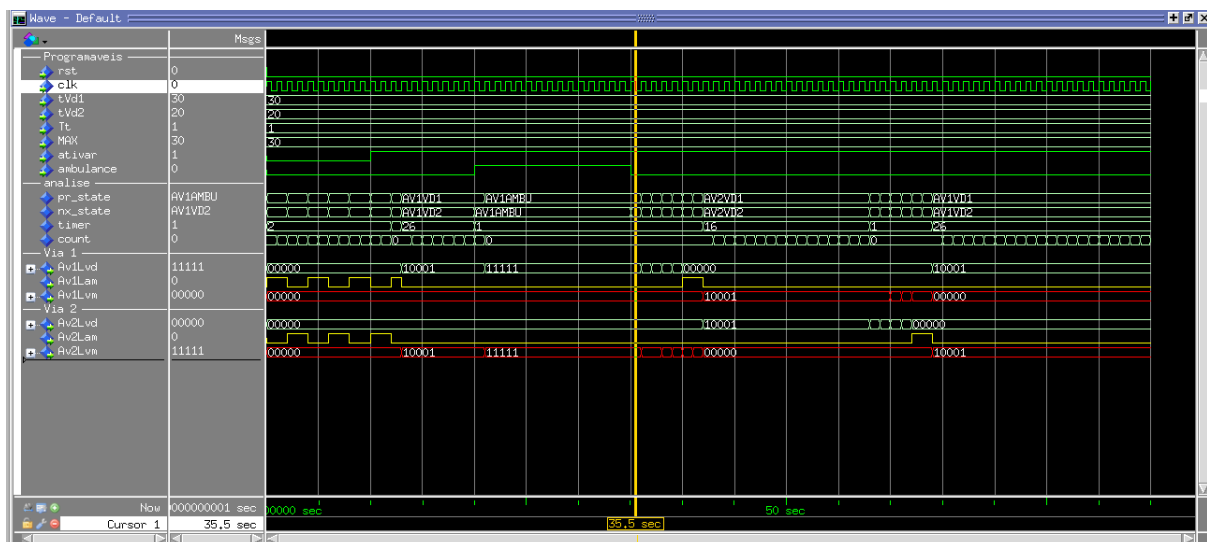 Wave - Default
Msgs
Programaveis
rst 0
clk 0
tVd1 30 30
tVd2 20 20
Tt 1 1
MAX 30 30
ativar 1
ambulance 0
analise
pr_state AV1AMBU AV1VD1 AV1AMBU AV2VD1 AV1VD1
nx_state AV1VD2 AV1VD2 AV1AMBU AV2VD2 AV1VD2
timer 1 2 26 1 16 1 26
count 0 0 0 0
Via 1
Av1Lvd 11111 00000 10001 11111 00000 10001
Av1Lam 0
Av1Lvm 00000 00000 10001 00000
Via 2
Av2Lvd 00000 00000 10001 00000
Av2Lam 0
Av2Lvm 11111 00000 10001 11111 00000 10001
Now 000000001 sec 00000 sec 50 sec
Cursor 1 35.5 sec 35.5 sec